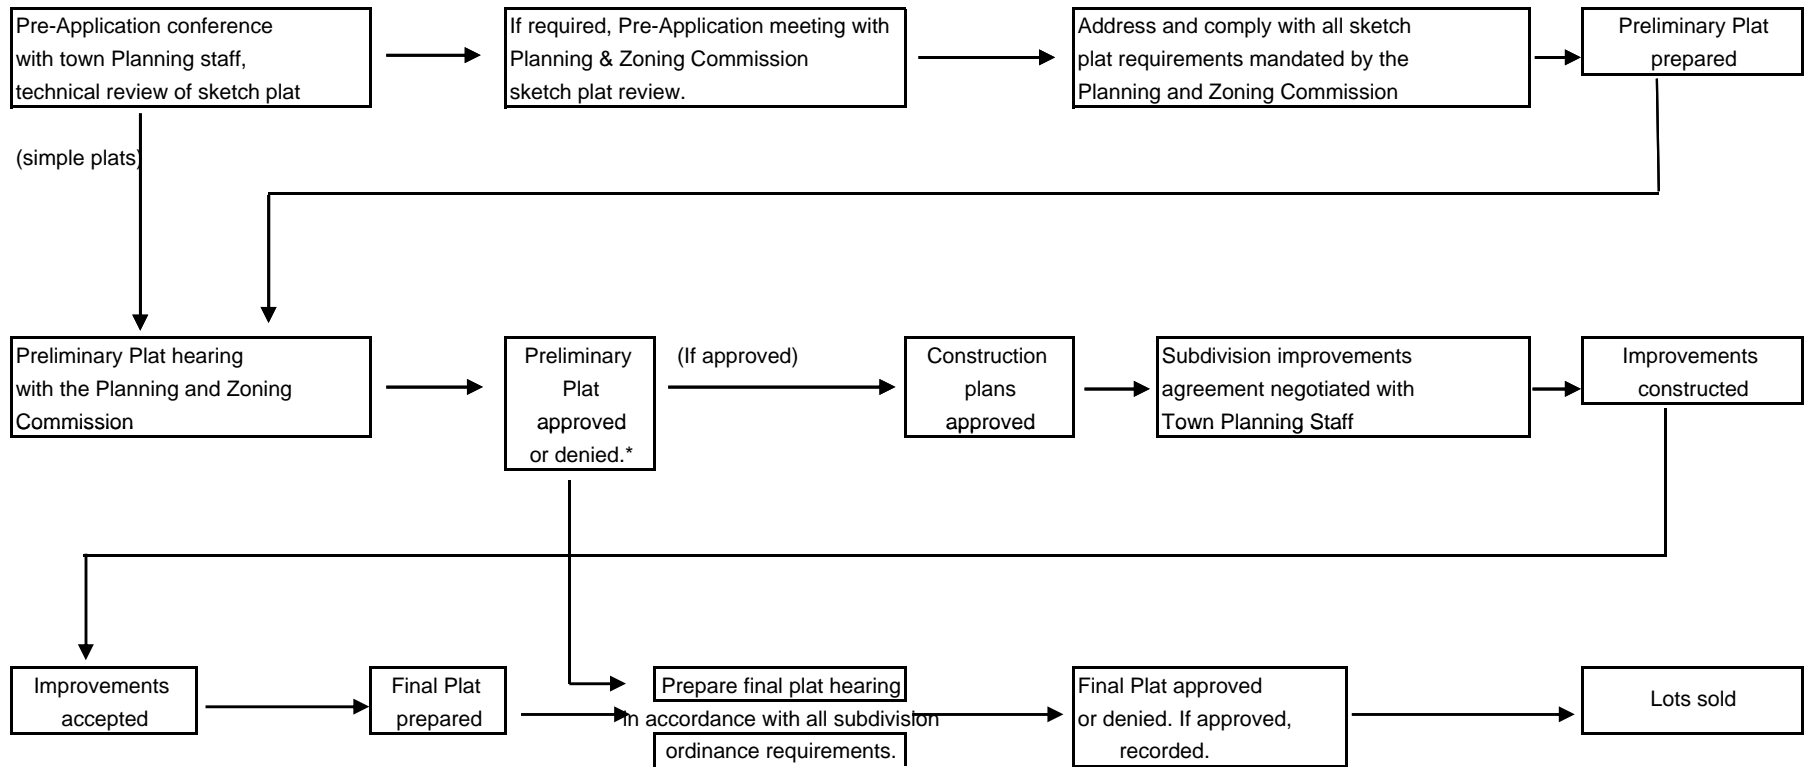 Pre-Application conference
with town Planning staff,
technical review of sketch plat
If required, Pre-Application meeting with
Planning & Zoning Commission
sketch plat review.
Address and comply with all sketch
plat requirements mandated by the
Planning and Zoning Commission
Preliminary Plat
prepared
(simple plats)
Preliminary Plat hearing
with the Planning and Zoning
Commission
Preliminary
Plat
approved
or denied.*
(If approved)
Construction
plans
approved
Subdivision improvements
agreement negotiated with
Town Planning Staff
Improvements
constructed
Improvements
accepted
Final Plat
prepared
Prepare final plat hearing
in accordance with all subdivision
ordinance requirements.
Final Plat approved
or denied. If approved,
recorded.
Lots sold